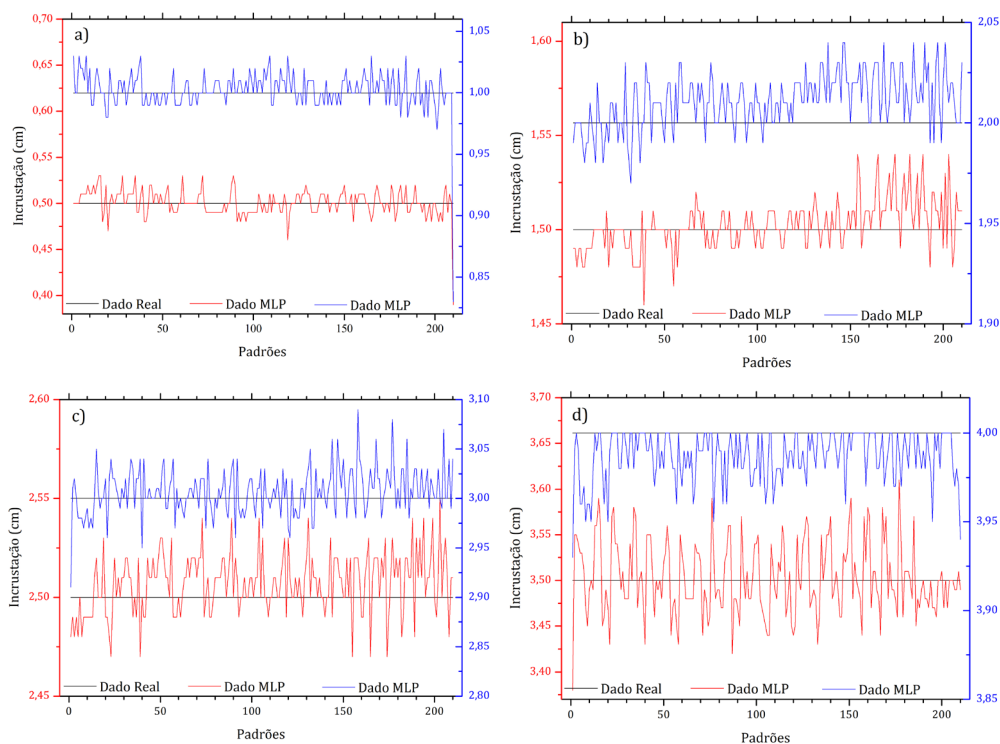 a)
0,70
0,65
0,60
0,55
0,50
0,45
0,40
Incrustação (cm)
1,05
1,00
0,95
0,90
0,85
Dado Real Dado MLP Dado MLP
0 50 100 150 200
Padrões
b)
1,60
1,55
1,50
1,45
Incrustação (cm)
2,05
2,00
1,95
1,90
Dado Real Dado MLP Dado MLP
0 50 100 150 200
Padrões
c)
2,60
2,55
2,50
2,45
Incrustação (cm)
3,10
3,05
3,00
2,95
2,90
2,85
2,80
Dado Real Dado MLP Dado MLP
0 50 100 150 200
Padrões
d)
3,70
3,65
3,60
3,55
3,50
3,45
3,40
Incrustação (cm)
4,00
3,95
3,90
3,85
Dado Real Dado MLP Dado MLP
0 50 100 150 200
Padrões